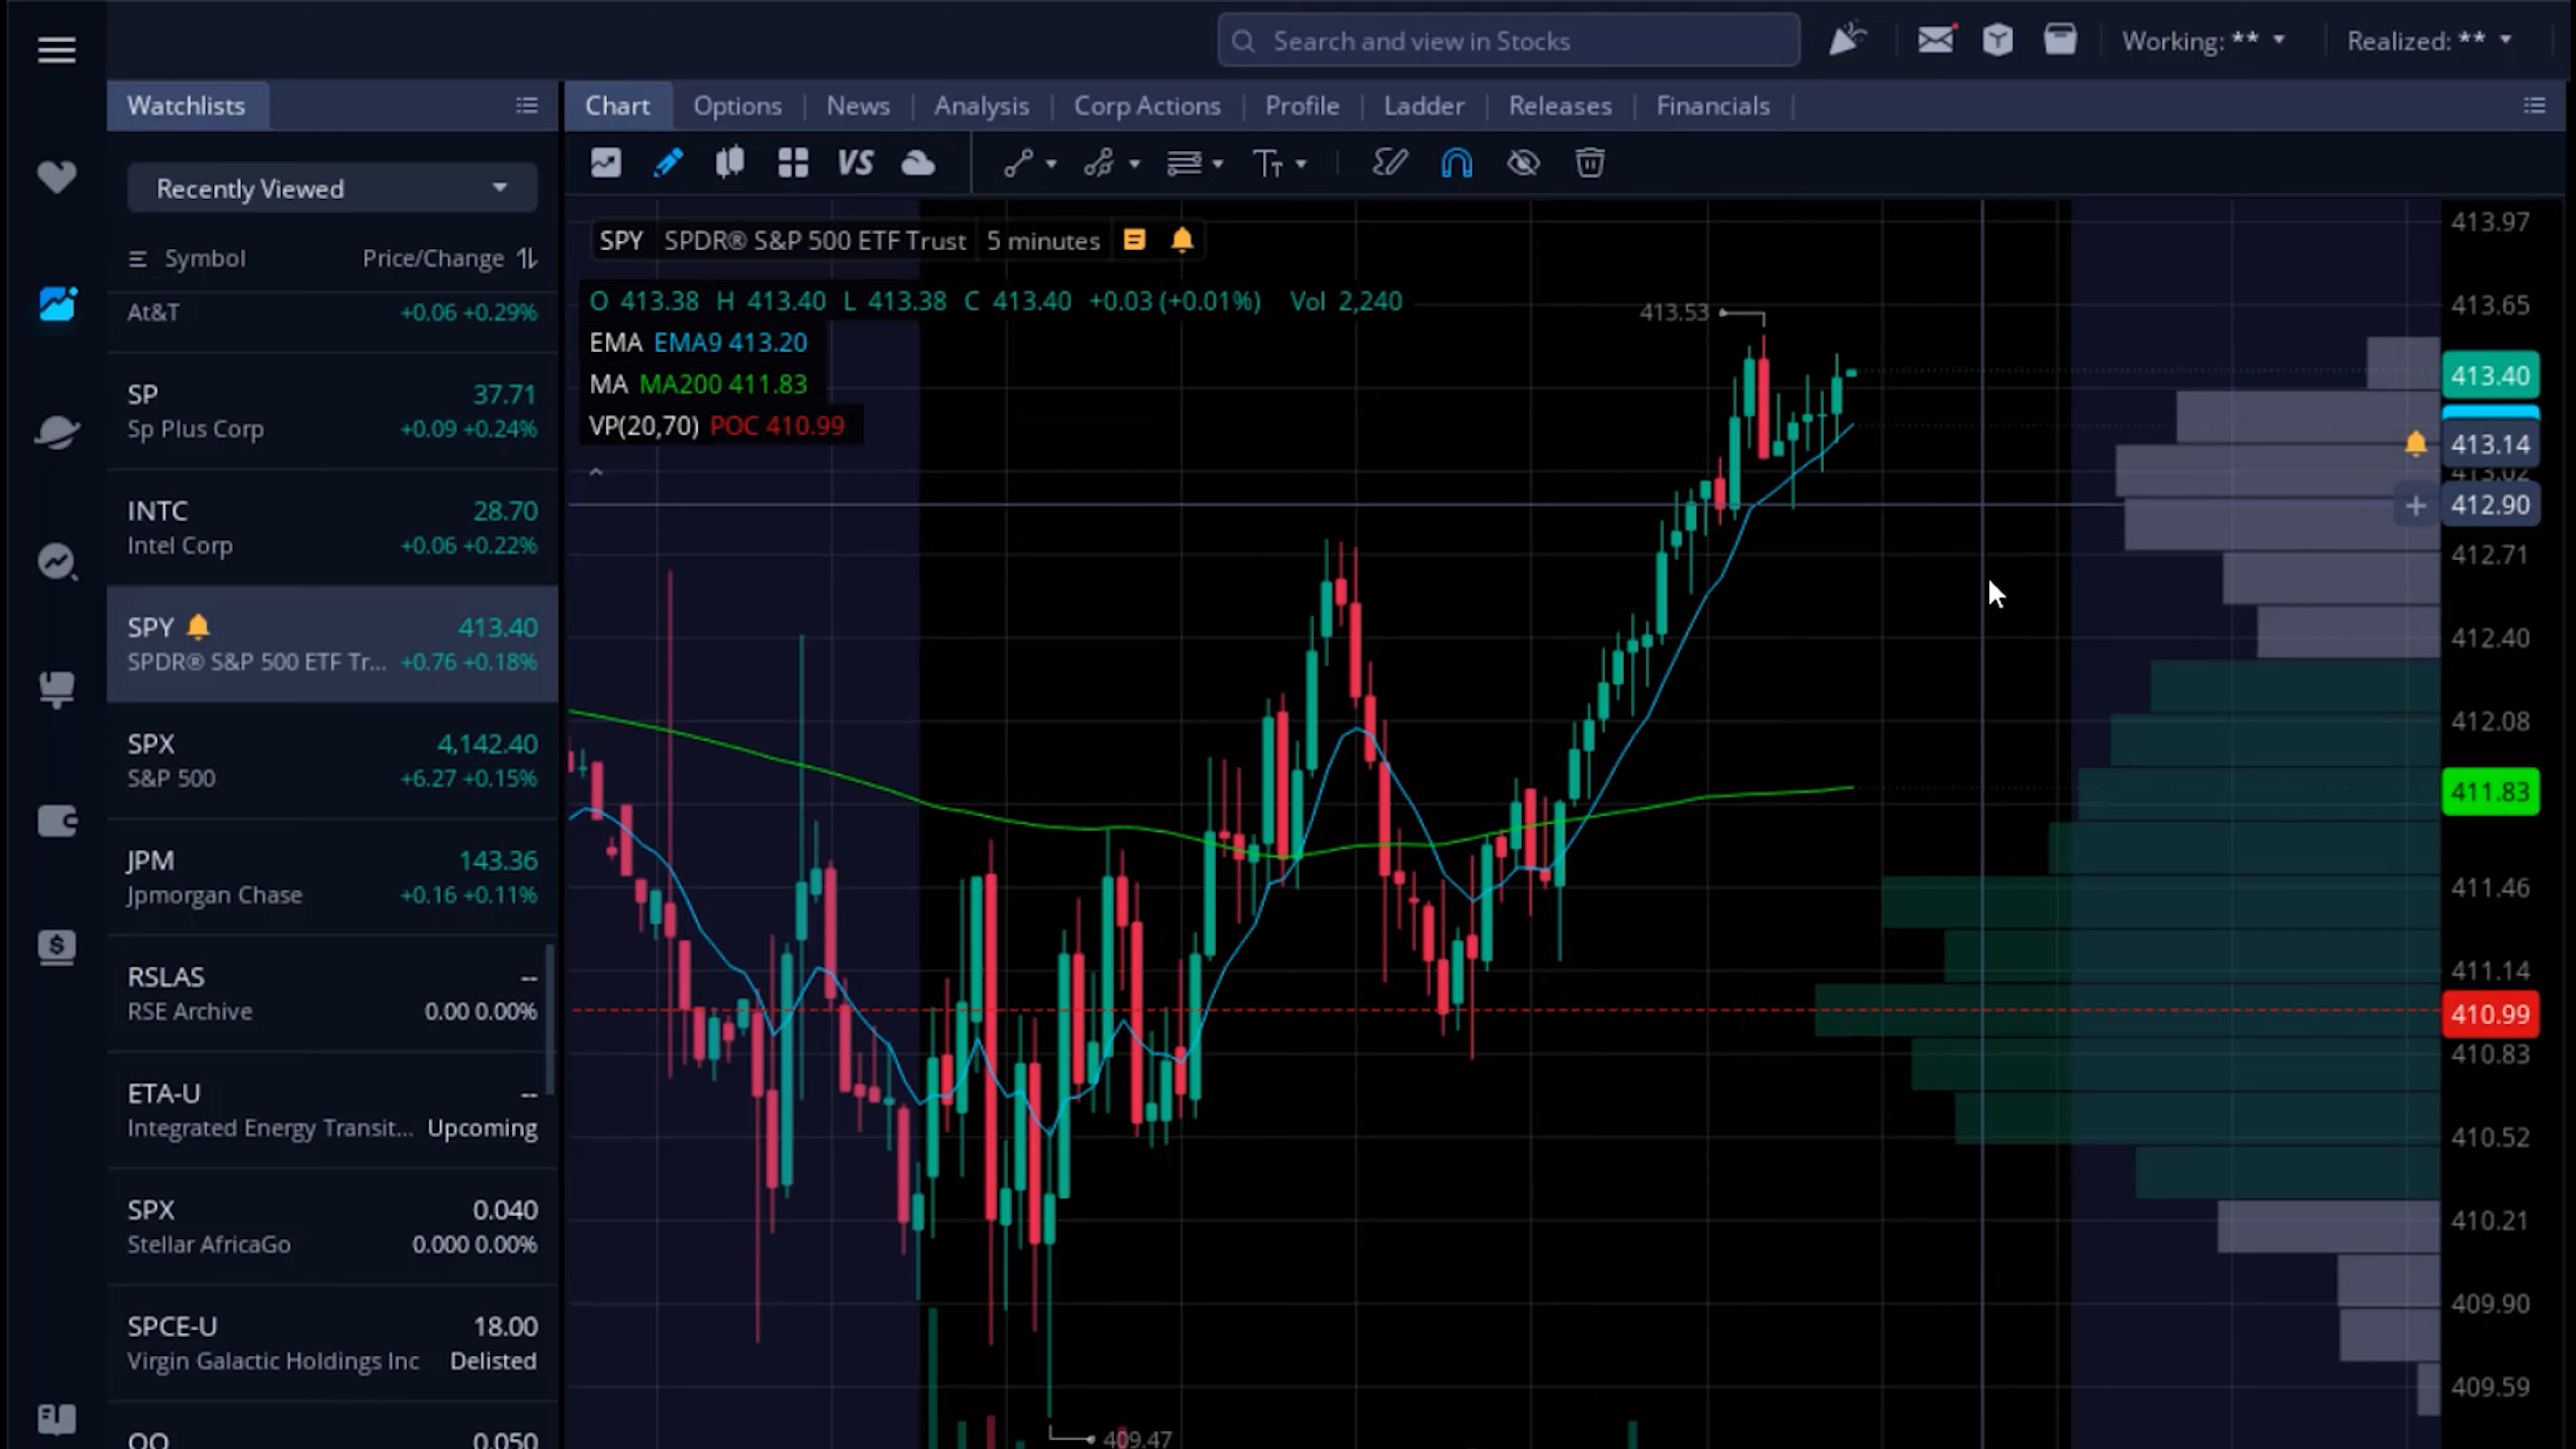 Search and view in Stocks
Working: **
Realized: **
Watchlists
Chart
Options
News
Analysis
Corp Actions
Profile
Ladder
Releases
Financials
Recently Viewed
VS
Symbol Price/Change
At&T +0.06 +0.29%
SP 37.71
Sp Plus Corp +0.09 +0.24%
INTC 28.70
Intel Corp +0.06 +0.22%
SPY 413.40
SPDR® S&P 500 ETF Tr... +0.76 +0.18%
SPX 4,142.40
S&P 500 +6.27 +0.15%
JPM 143.36
Jpmorgan Chase +0.16 +0.11%
RSLAS --
RSE Archive 0.00 0.00%
ETA-U --
Integrated Energy Transit... Upcoming
SPX 0.040
Stellar AfricaGo 0.000 0.00%
SPCE-U 18.00
Virgin Galactic Holdings Inc Delisted
QQ 0.050
SPY SPDR® S&P 500 ETF Trust 5 minutes
O 413.38 H 413.40 L 413.38 C 413.40 +0.03 (+0.01%) Vol 2,240
EMA EMA9 413.20
MA MA200 411.83
VP(20,70) POC 410.99
413.53
409.47
413.97
413.65
413.40
413.14
413.02
412.90
412.71
412.40
412.08
411.83
411.46
411.14
410.99
410.83
410.52
410.21
409.90
409.59